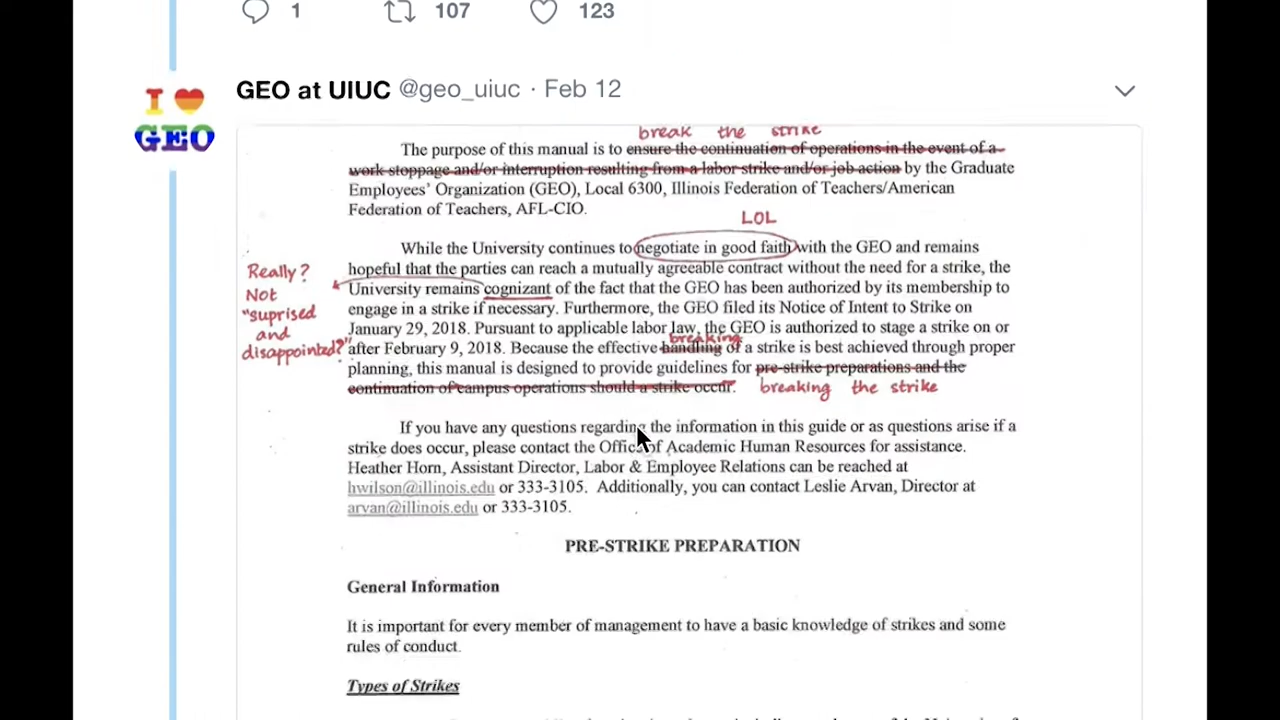 1 107 123
I GEO
GEO at UIUC @geo_uiuc · Feb 12
break the strike
The purpose of this manual is to ensure the continuation of operations in the event of a
work stoppage and/or interruption resulting from a labor strike and/or job action by the Graduate
Employees' Organization (GEO), Local 6300, Illinois Federation of Teachers/American
Federation of Teachers, AFL-CIO.
LOL
While the University continues to negotiate in good faith with the GEO and remains
hopeful that the parties can reach a mutually agreeable contract without the need for a strike, the
University remains cognizant of the fact that the GEO has been authorized by its membership to
engage in a strike if necessary. Furthermore, the GEO filed its Notice of Intent to Strike on
January 29, 2018. Pursuant to applicable labor law, the GEO is authorized to stage a strike on or
breaking
after February 9, 2018. Because the effective handling of a strike is best achieved through proper
planning, this manual is designed to provide guidelines for pre-strike preparations and the
continuation of campus operations should a strike occur. breaking the strike
Really?
Not
"suprised
and
disappointed?"
If you have any questions regarding the information in this guide or as questions arise if a
strike does occur, please contact the Office of Academic Human Resources for assistance.
Heather Horn, Assistant Director, Labor & Employee Relations can be reached at
hwilson@illinois.edu or 333-3105. Additionally, you can contact Leslie Arvan, Director at
arvan@illinois.edu or 333-3105.
PRE-STRIKE PREPARATION
General Information
It is important for every member of management to have a basic knowledge of strikes and some
rules of conduct.
Types of Strikes